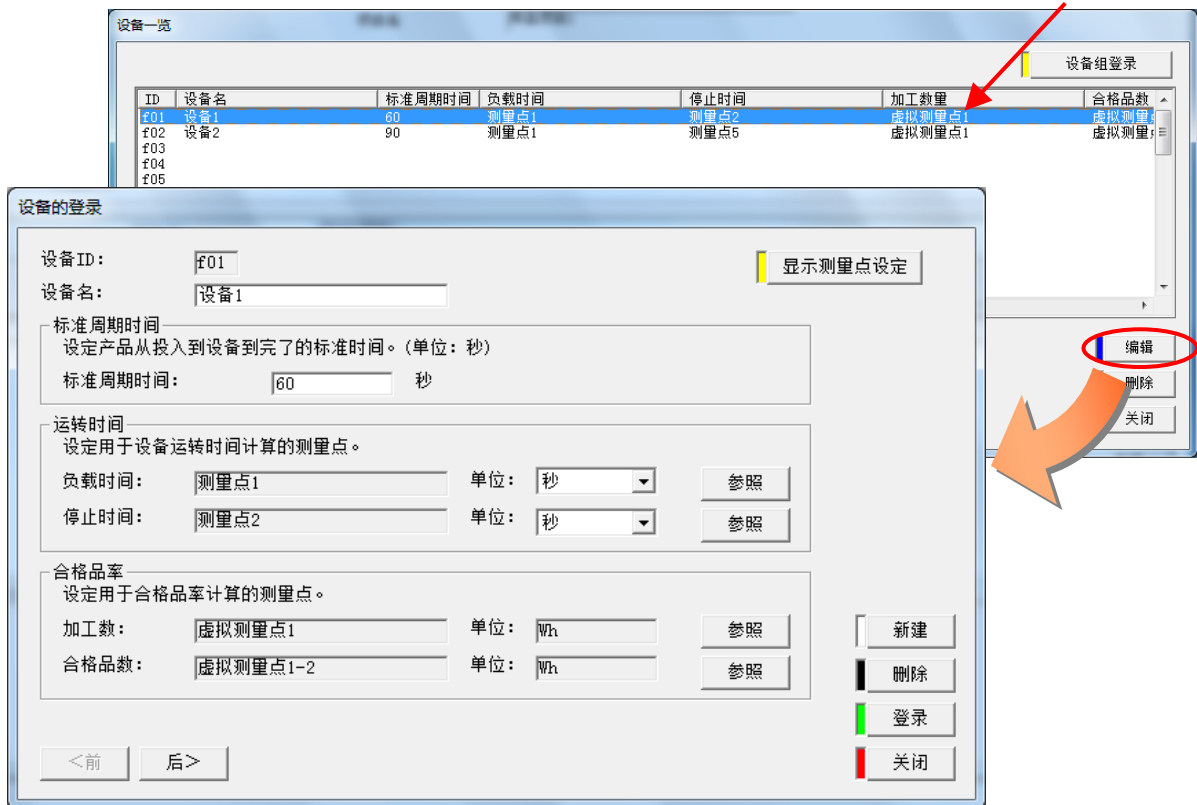 设备一览
设备组登录
ID 设备名 标准周期时间 负载时间 停止时间 加工数量 合格品数
f01 设备1 60 测量点1 测量点2 虚拟测量点1 虚拟测量
f02 设备2 90 测量点1 测量点5 虚拟测量点1 虚拟测量
f03
f04
f05
编辑
删除
关闭
设备的登录
设备ID: f01
显示测量点设定
设备名: 设备1
标准周期时间
设定产品从投入到设备到完了的标准时间。(单位: 秒)
标准周期时间: 60 秒
运转时间
设定用于设备运转时间计算的测量点。
负载时间: 测量点1 单位: 秒 参照
停止时间: 测量点2 单位: 秒 参照
合格品率
设定用于合格品率计算的测量点。
加工数: 虚拟测量点1 单位: Wh 参照
合格品数: 虚拟测量点1-2 单位: Wh 参照
新建
删除
登录
关闭
<前 后>